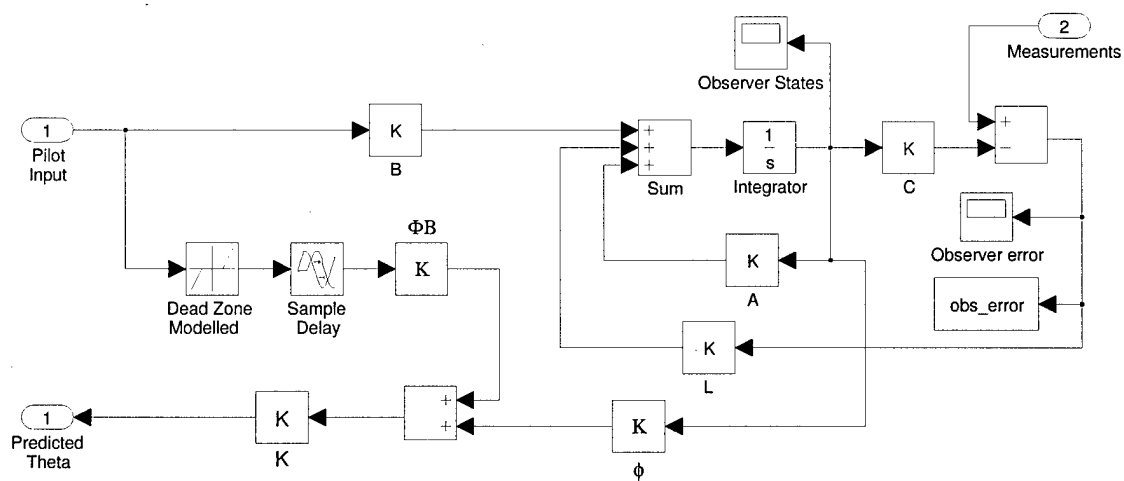 2
Measurements
Observer States
1
Pilot
Input
K
B
+
+
+
Sum
1
s
Integrator
K
C
+
−
Observer error
obs_error
ΦB
K
Dead Zone
Modelled
Sample
Delay
K
A
K
L
1
Predicted
Theta
K
K
+
+
K
ϕ